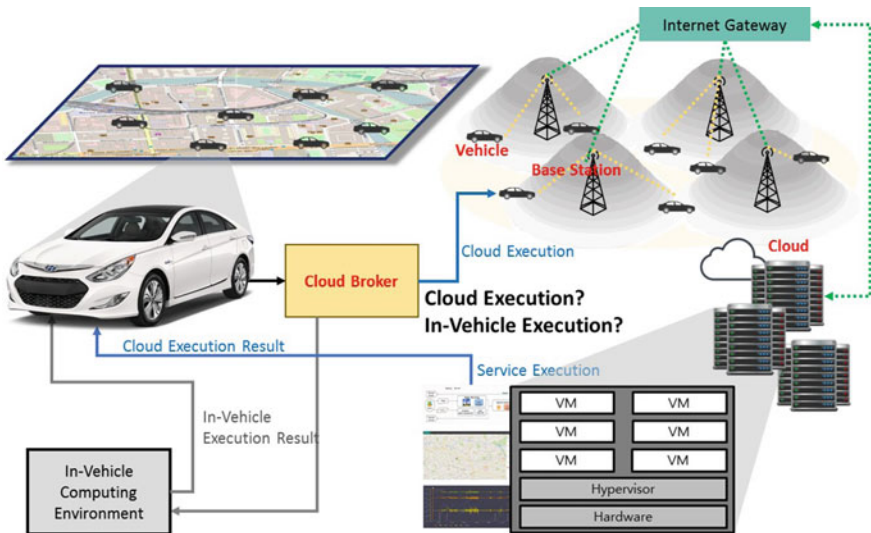 Internet Gateway
Vehicle
Base Station
Cloud Execution
Cloud
Cloud Broker
Cloud Execution?
In-Vehicle Execution?
Cloud Execution Result
Service Execution
In-Vehicle
Execution Result
In-Vehicle
Computing
Environment
VM
VM
VM
VM
VM
VM
Hypervisor
Hardware